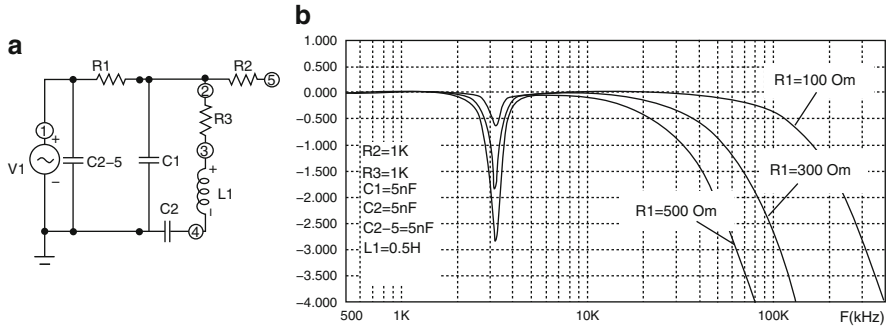 a
R1
R2
5
2
R3
1
+
V1
−
C2-5
C1
3
+
L1
-
C2
4
b
1.000
0.500
0.000
−0.500
−1.000
−1.500
−2.000
−2.500
−3.000
−3.500
−4.000
R1=100 Om
R1=300 Om
R1=500 Om
R2=1K
R3=1K
C1=5nF
C2=5nF
C2−5=5nF
L1=0.5H
500 1K 10K 100K F(kHz)